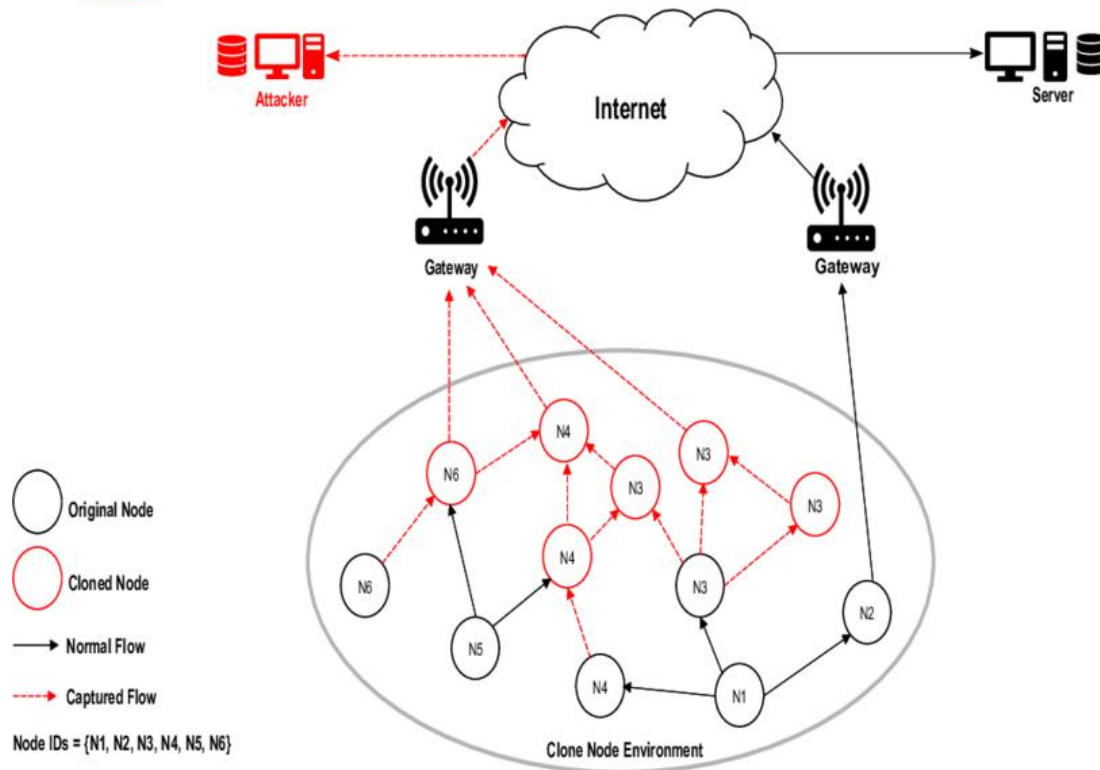 Attacker
Internet
Server
Gateway
Gateway
N4
N3
N6
N3
N3
N4
N6
N3
N2
N5
N4
N1
Original Node
Cloned Node
Normal Flow
Captured Flow
Node IDs = {N1, N2, N3, N4, N5, N6}
Clone Node Environment